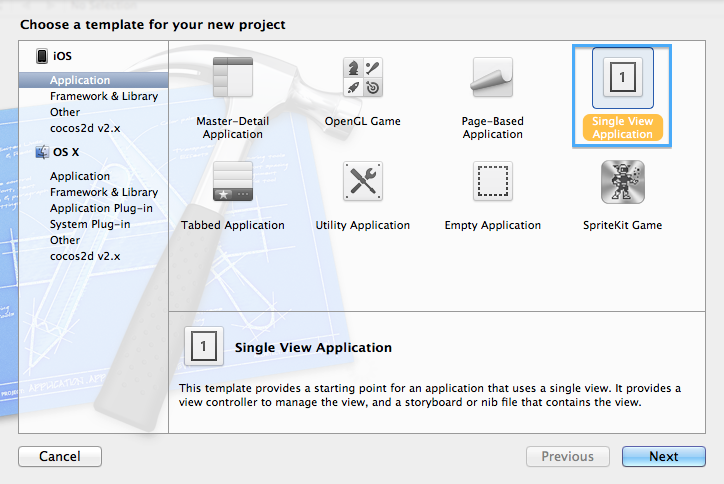 No Selection
Choose a template for your new project
iOS
Application
Framework & Library
Other
cocos2d v2.x
OS X
Application
Framework & Library
Application Plug-in
System Plug-in
Other
cocos2d v2.x
Master-Detail
Application
OpenGL Game
Page-Based
Application
1
Single View
Application
Tabbed Application
Utility Application
Empty Application
SpriteKit Game
1
Single View Application
This template provides a starting point for an application that uses a single view. It provides a
view controller to manage the view, and a storyboard or nib file that contains the view.
Cancel
Previous
Next